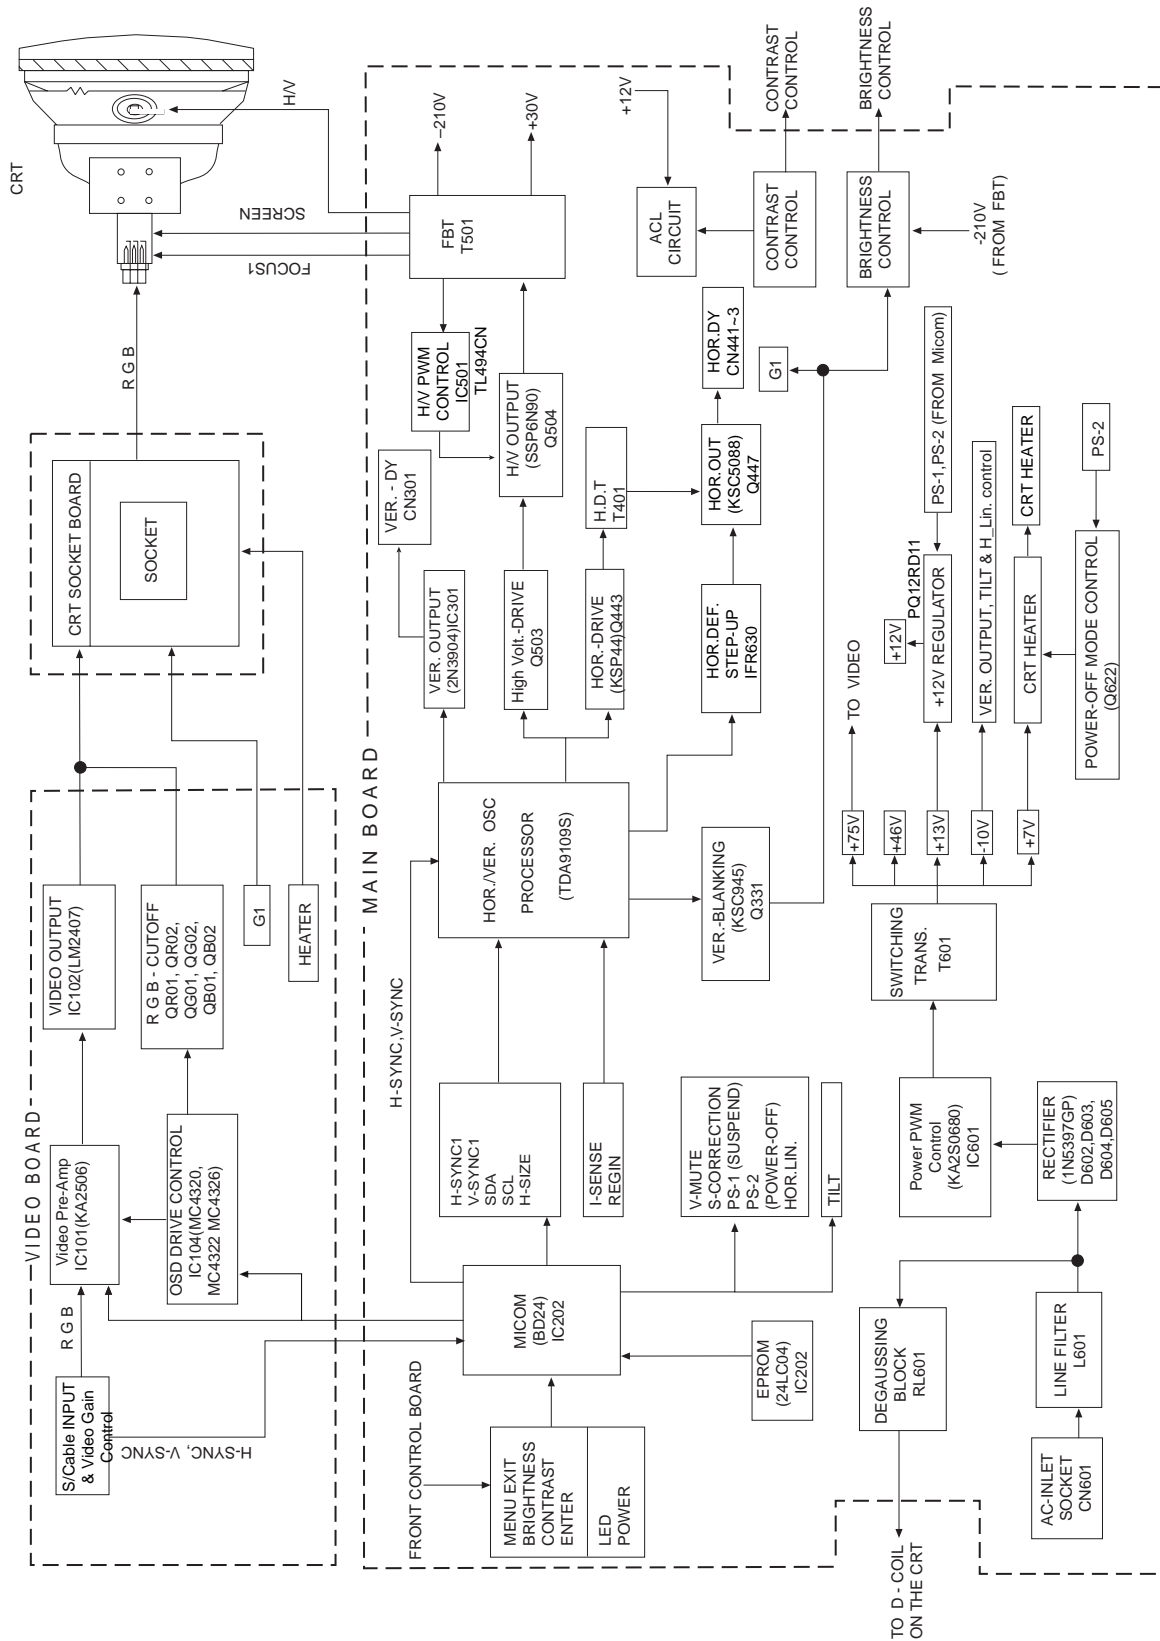 CRT
H/V
SCREEN
FOCUS1
R G B
CRT SOCKET BOARD
SOCKET
VIDEO BOARD
S/Cable INPUT
& Video Gain
Control
R G B
H-SYNC, V-SYNC
Video Pre-Amp
IC101(KA2506)
OSD DRIVE CONTROL
IC104(MC4320,
MC4322 MC4326)
VIDEO OUTPUT
IC102(LM2407)
R G B - CUTOFF
QR01, QR02,
QG01, QG02,
QB01, QB02
G1
HEATER
MAIN BOARD
FRONT CONTROL BOARD
MENU EXIT
BRIGHTNESS
CONTRAST
ENTER
LED
POWER
MICOM
(BD24)
IC202
EPROM
(24LC04)
IC202
H-SYNC,V-SYNC
H-SYNC1
V-SYNC1
SDA
SCL
H-SIZE
I-SENSE
REGIN
V-MUTE
S-CORRECTION
PS-1 (SUSPEND)
PS-2
(POWER-OFF)
HOR.LIN.
TILT
HOR./VER. OSC
PROCESSOR
(TDA9109S)
VER.-BLANKING
(KSC945)
Q331
VER. OUTPUT
(2N3904)IC301
VER. - DY
CN301
High Volt.-DRIVE
Q503
HOR.-DRIVE
(KSP44)Q443
HOR.DEF.
STEP-UP
IFR630
H/V PWM
CONTROL
IC501
TL494CN
H/V OUTPUT
(SSP6N90)
Q504
H.D.T
T401
HOR.OUT
(KSC5088)
Q447
HOR.DY
CN441~3
FBT
T501
–210V
+30V
+12V
ACL
CIRCUIT
CONTRAST
CONTROL
CONTRAST
CONTROL
BRIGHTNESS
CONTROL
BRIGHTNESS
CONTROL
-210V
( FROM FBT)
G1
AC-INLET
SOCKET
CN601
LINE FILTER
L601
DEGAUSSING
BLOCK
RL601
TO D - COIL
ON THE CRT
RECTIFIER
(1N5397GP)
D602,D603,
D604,D605
Power PWM
Control
(KA2S0680)
IC601
SWITCHING
TRANS.
T601
+75V
+46V
+13V
-10V
+7V
TO VIDEO
+12V
PQ12RD11
+12V REGULATOR
PS-1,PS-2 (FROM Micom)
VER. OUTPUT, TILT & H_Lin. control
CRT HEATER
CRT HEATER
POWER-OFF MODE CONTROL
(Q622)
PS-2